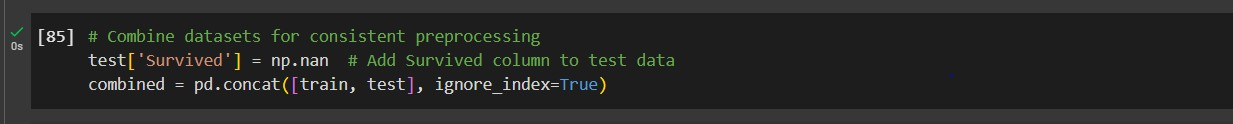 [85] # Combine datasets for consistent preprocessing
test['Survived'] = np.nan  # Add Survived column to test data
0s
combined = pd.concat([train, test], ignore_index=True)